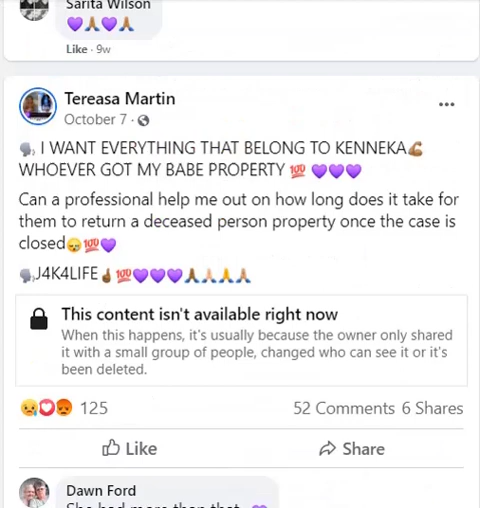 Sarita Wilson
💜🙏🏽💜🙏🏽
Like · 9w
Tereasa Martin
October 7 ·
🗣️ I WANT EVERYTHING THAT BELONG TO KENNEKA💪🏽
WHOEVER GOT MY BABE PROPERTY 💯 💜💜💜
Can a professional help me out on how long does it take for
them to return a deceased person property once the case is
closed😪💯💜
🗣️J4K4LIFE☝🏾💯💜💜💜🙏🏾🙏🏼🙏🙏🏽
This content isn't available right now
When this happens, it's usually because the owner only shared
it with a small group of people, changed who can see it or it's
been deleted.
125
52 Comments 6 Shares
Like
Share
Dawn Ford
She had more than that 💜